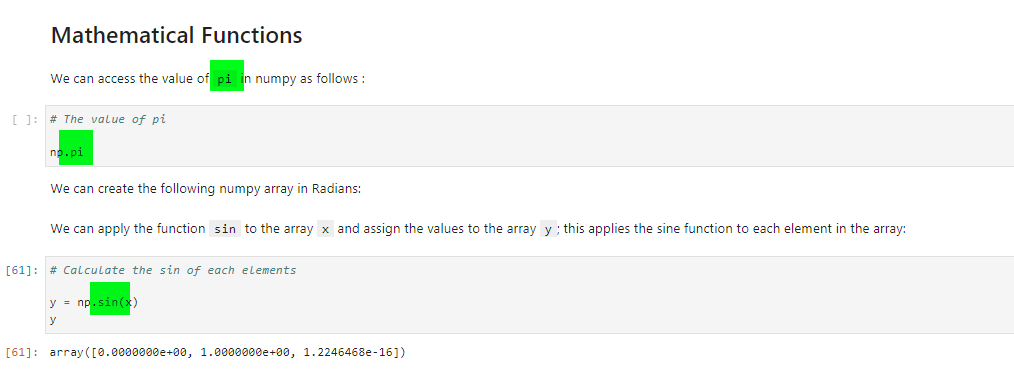 Mathematical Functions
We can access the value of pi in numpy as follows :
[ ]: # The value of pi
np.pi
We can create the following numpy array in Radians:
We can apply the function sin to the array x and assign the values to the array y ; this applies the sine function to each element in the array:
[61]: # Calculate the sin of each elements
y = np.sin(x)
y
[61]: array([0.0000000e+00, 1.0000000e+00, 1.2246468e-16])